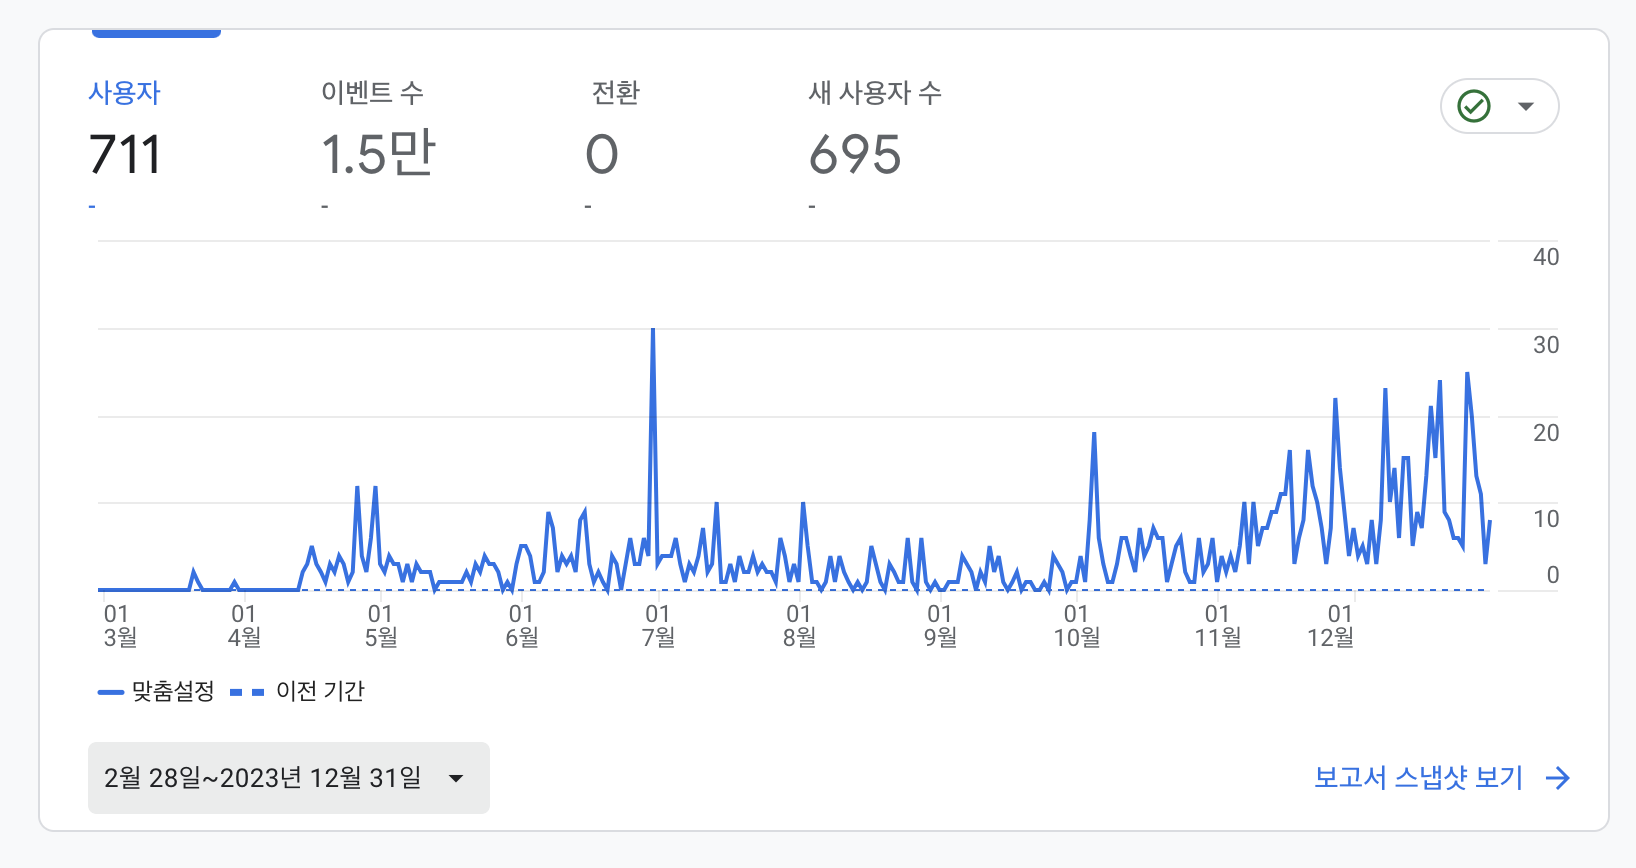 사용자 이벤트 수 전환 새 사용자 수
711 1.5만 0 695
- - - -
40
30
20
10
0
01 01 01 01 01 01 01 01 01 01
3월 4월 5월 6월 7월 8월 9월 10월 11월 12월
맞춤설정 이전 기간
2월 28일~2023년 12월 31일 보고서 스냅샷 보기